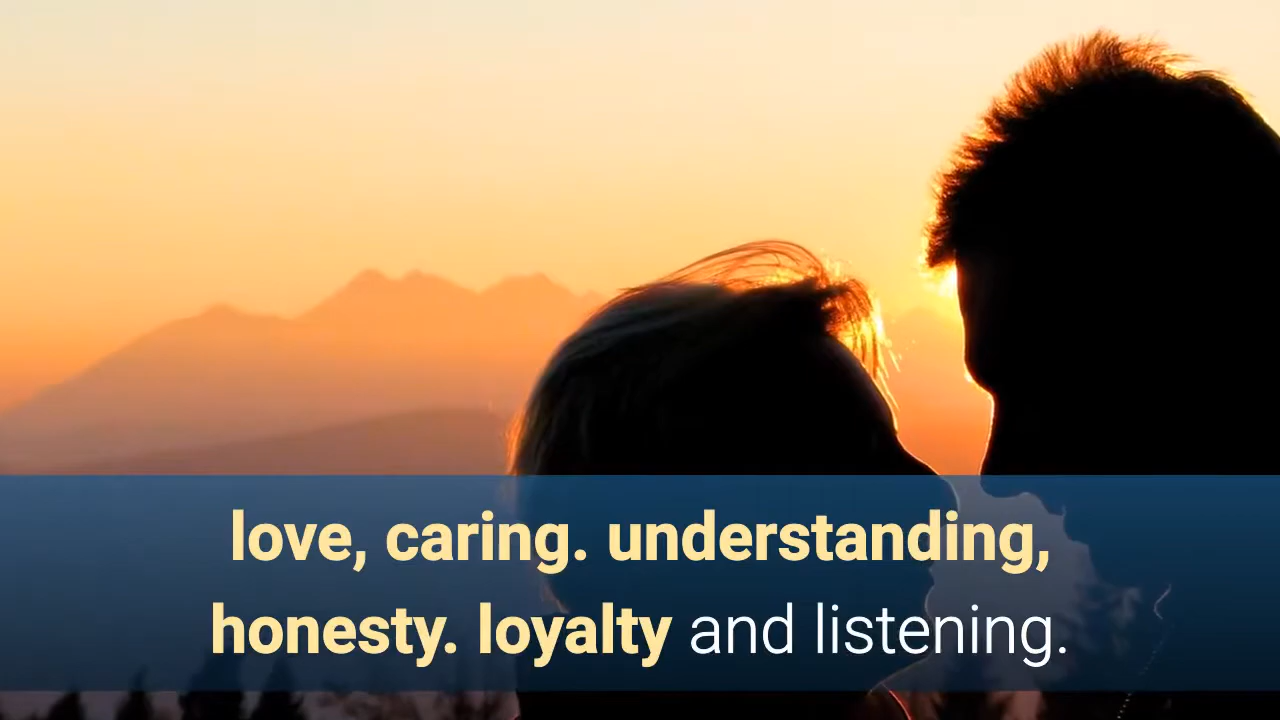 love, caring. understanding,
honesty. loyalty and listening.